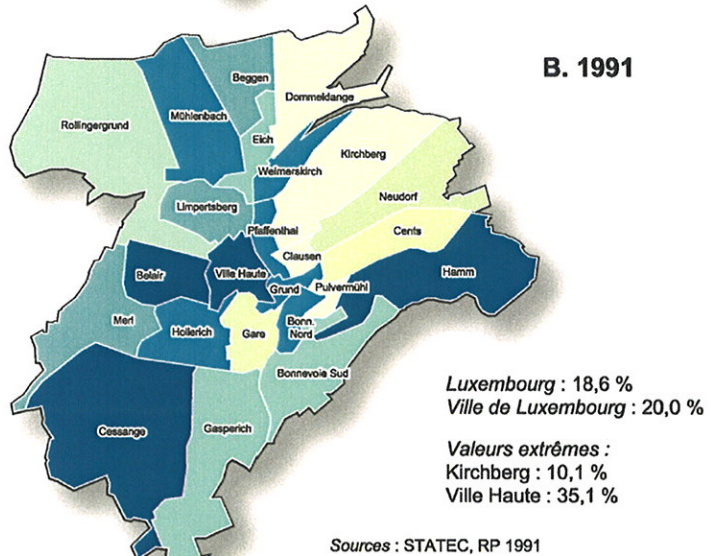 B. 1991
Beggen
Dommeldange
Mühlenbach
Rollingergrund
Eich
Kirchberg
Weimerskirch
Neudorf
Limpertsberg
Pfaffenthal
Cents
Clausen
Belair
Ville Haute
Hamm
Grund
Pulvermühl
Merl
Hollerich
Gare
Bonn.
Nord
Bonnevoie Sud
Cessange
Gasperich
Luxembourg : 18,6 %
Ville de Luxembourg : 20,0 %
Valeurs extrêmes :
Kirchberg : 10,1 %
Ville Haute : 35,1 %
Sources : STATEC, RP 1991